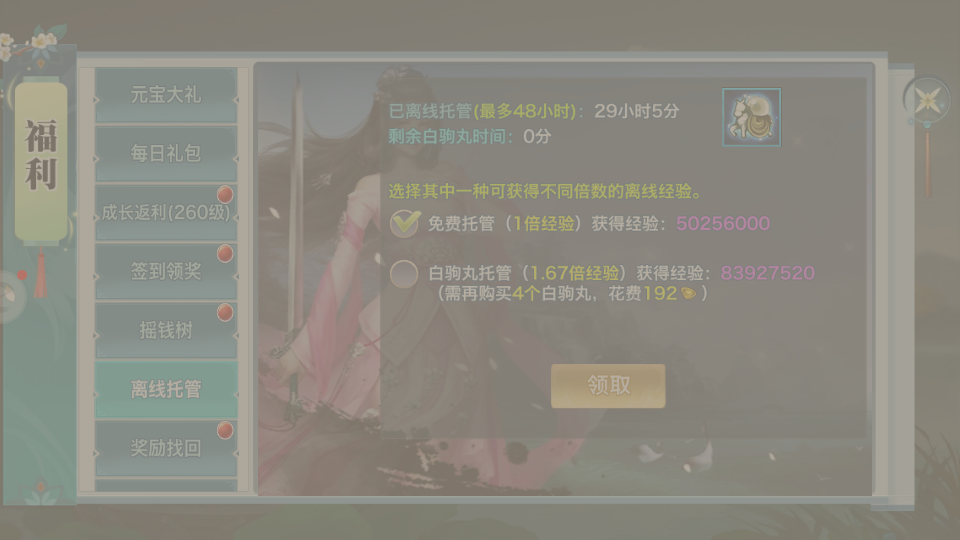 福利
元宝大礼
每日礼包
成长返利(260级)
签到领奖
摇钱树
离线托管
奖励找回
已离线托管(最多48小时)：29小时5分
剩余白驹丸时间：0分
选择其中一种可获得不同倍数的离线经验。
免费托管（1倍经验）获得经验：50256000
白驹丸托管（1.67倍经验）获得经验：83927520
（需再购买4个白驹丸，花费192）
领取